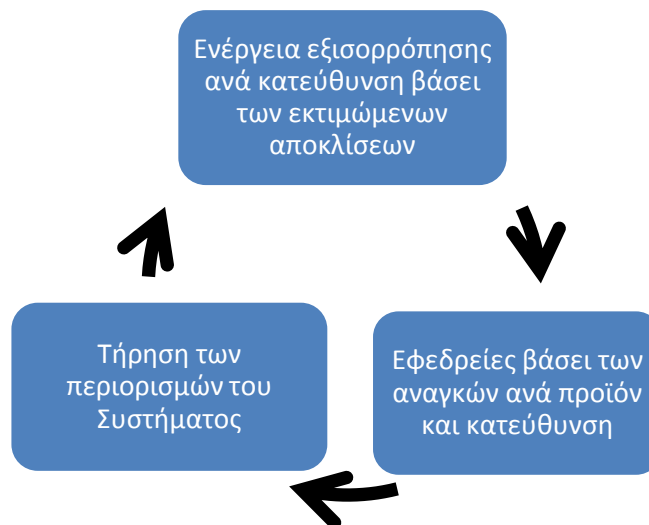 Ενέργεια εξισορρόπησης
ανά κατεύθυνση βάσει
των εκτιμώμενων
αποκλίσεων
Εφεδρείες βάσει των
αναγκών ανά προϊόν
και κατεύθυνση
Τήρηση των
περιορισμών του
Συστήματος